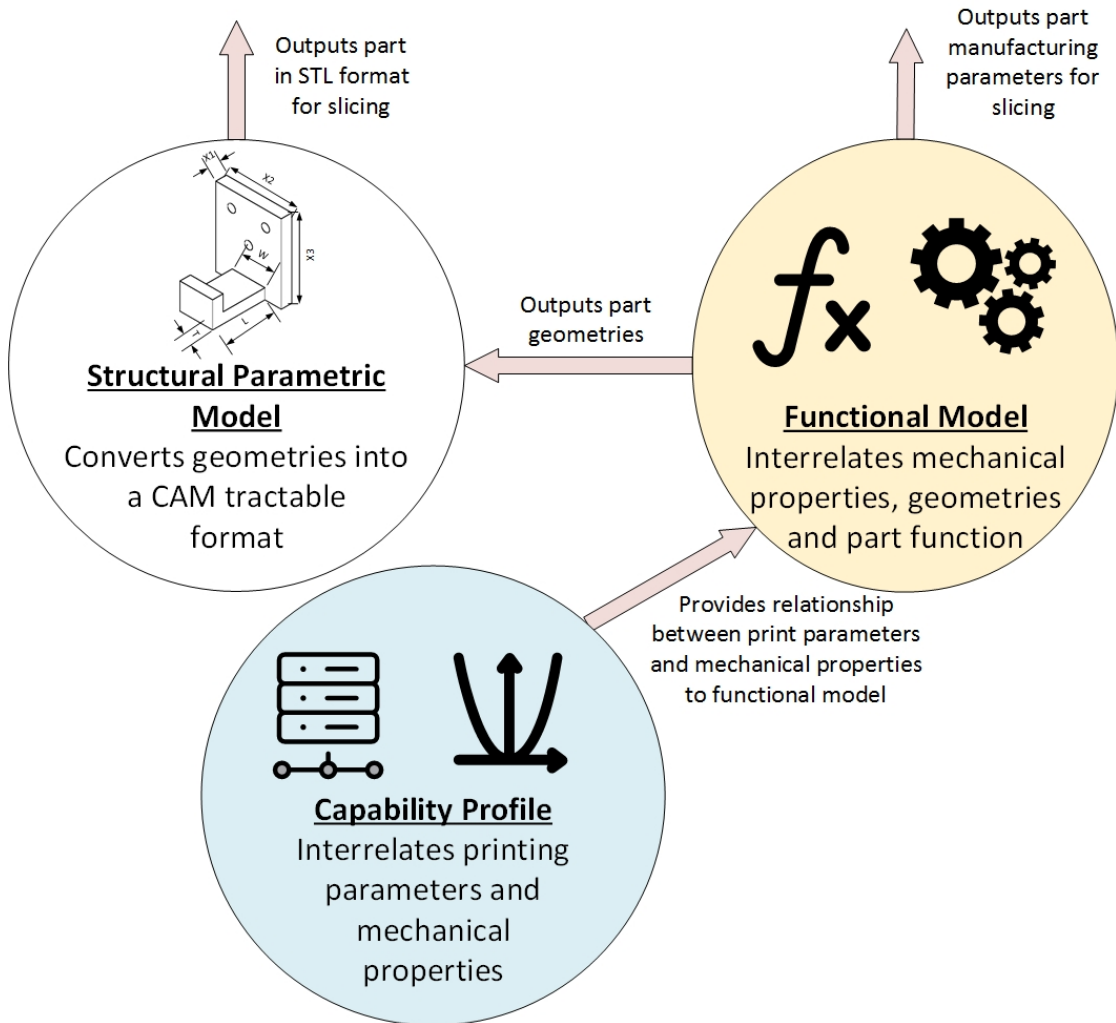 Outputs part
in STL format
for slicing
Outputs part
manufacturing
parameters for
slicing
X1
X2
X3
W
L
T
Structural Parametric
Model
Converts geometries into
a CAM tractable
format
Outputs part
geometries
fx
Functional Model
Interrelates mechanical
properties, geometries
and part function
Provides relationship
between print parameters
and mechanical properties
to functional model
Capability Profile
Interrelates printing
parameters and
mechanical
properties